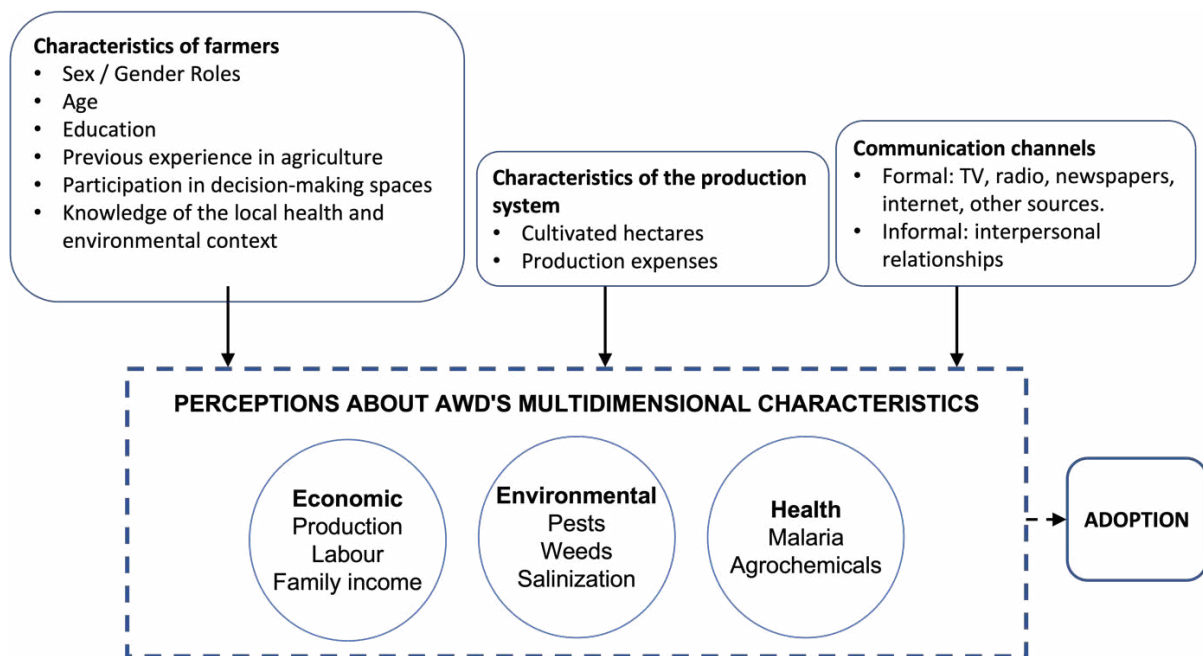 Characteristics of farmers
• Sex / Gender Roles
• Age
• Education
• Previous experience in agriculture
• Participation in decision-making spaces
• Knowledge of the local health and
environmental context
Characteristics of the production
system
• Cultivated hectares
• Production expenses
Communication channels
• Formal: TV, radio, newspapers,
internet, other sources.
• Informal: interpersonal
relationships
PERCEPTIONS ABOUT AWD'S MULTIDIMENSIONAL CHARACTERISTICS
Economic
Production
Labour
Family income
Environmental
Pests
Weeds
Salinization
Health
Malaria
Agrochemicals
ADOPTION